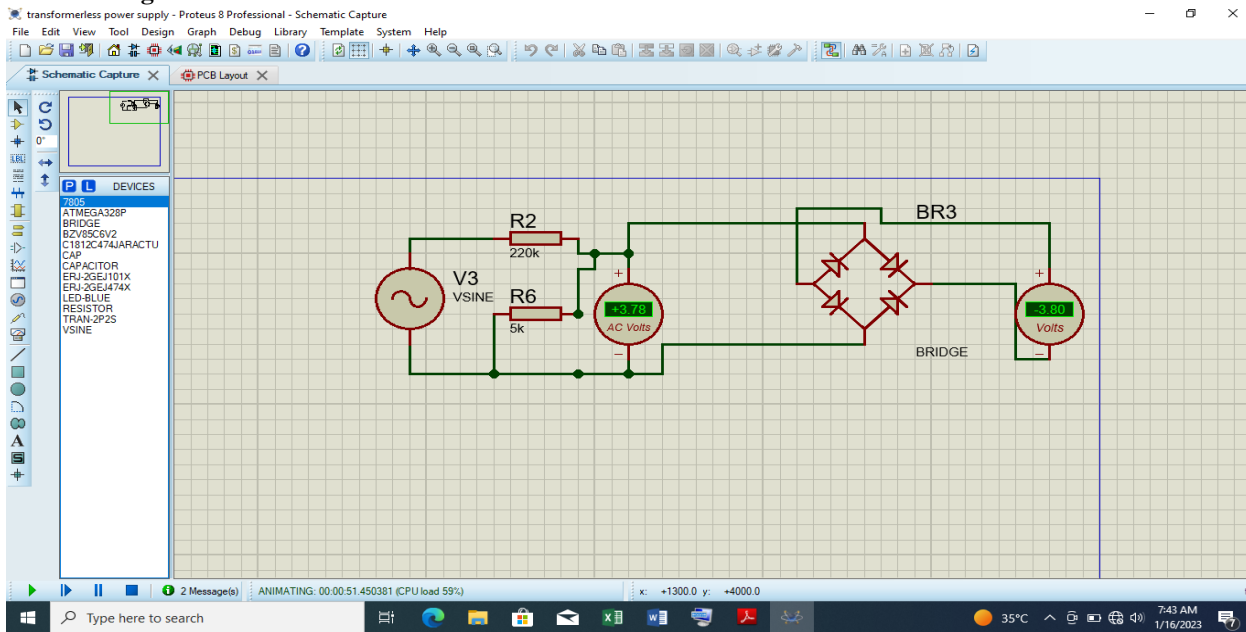 transformerless power supply - Proteus 8 Professional - Schematic Capture
File Edit View Tool Design Graph Debug Library Template System Help
Schematic Capture
PCB Layout
0°
LBL
P L DEVICES
7805
ATMEGA328P
BRIDGE
BZV85C6V2
C1812C474JARACTU
CAP
CAPACITOR
ERJ-2GEJ101X
ERJ-2GEJ474X
LED-BLUE
RESISTOR
TRAN-2P2S
VSINE
A
S
R2
220k
V3
VSINE
R6
5k
+
+3.78
AC Volts
−
BR3
BRIDGE
+
-3.80
Volts
−
2 Message(s)
ANIMATING: 00:00:51.450381 (CPU load 59%)
x: +1300.0 y: +4000.0
Type here to search
35°C
7:43 AM
1/16/2023
7